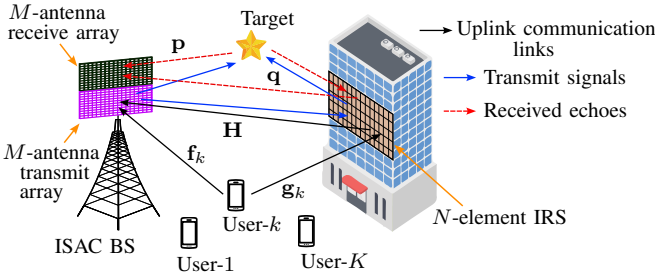 M-antenna
receive array
p
Target
q
Uplink communication
links
Transmit signals
Received echoes
H
M-antenna
transmit
array
f_k
g_k
N-element IRS
User-k
ISAC BS
User-1
User-K